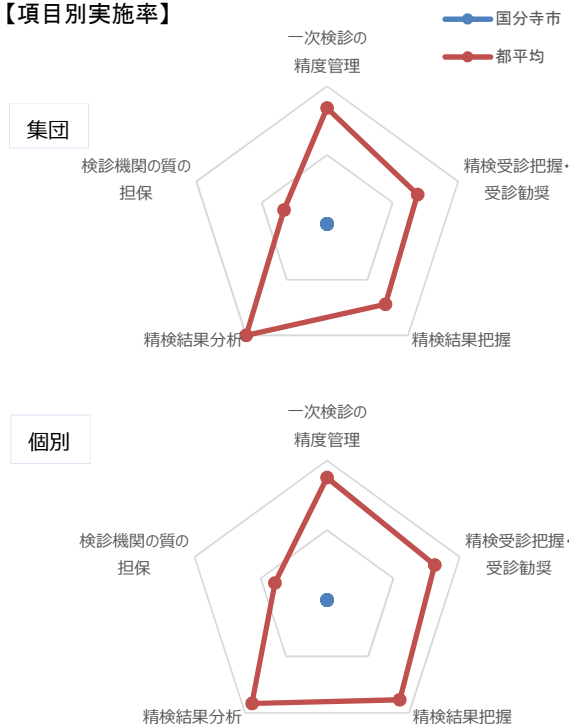 【項目別実施率】
国分寺市
都平均
集団
一次検診の
精度管理
精検受診把握・
受診勧奨
精検結果把握
精検結果分析
検診機関の質の
担保
個別
一次検診の
精度管理
精検受診把握・
受診勧奨
精検結果把握
精検結果分析
検診機関の質の
担保